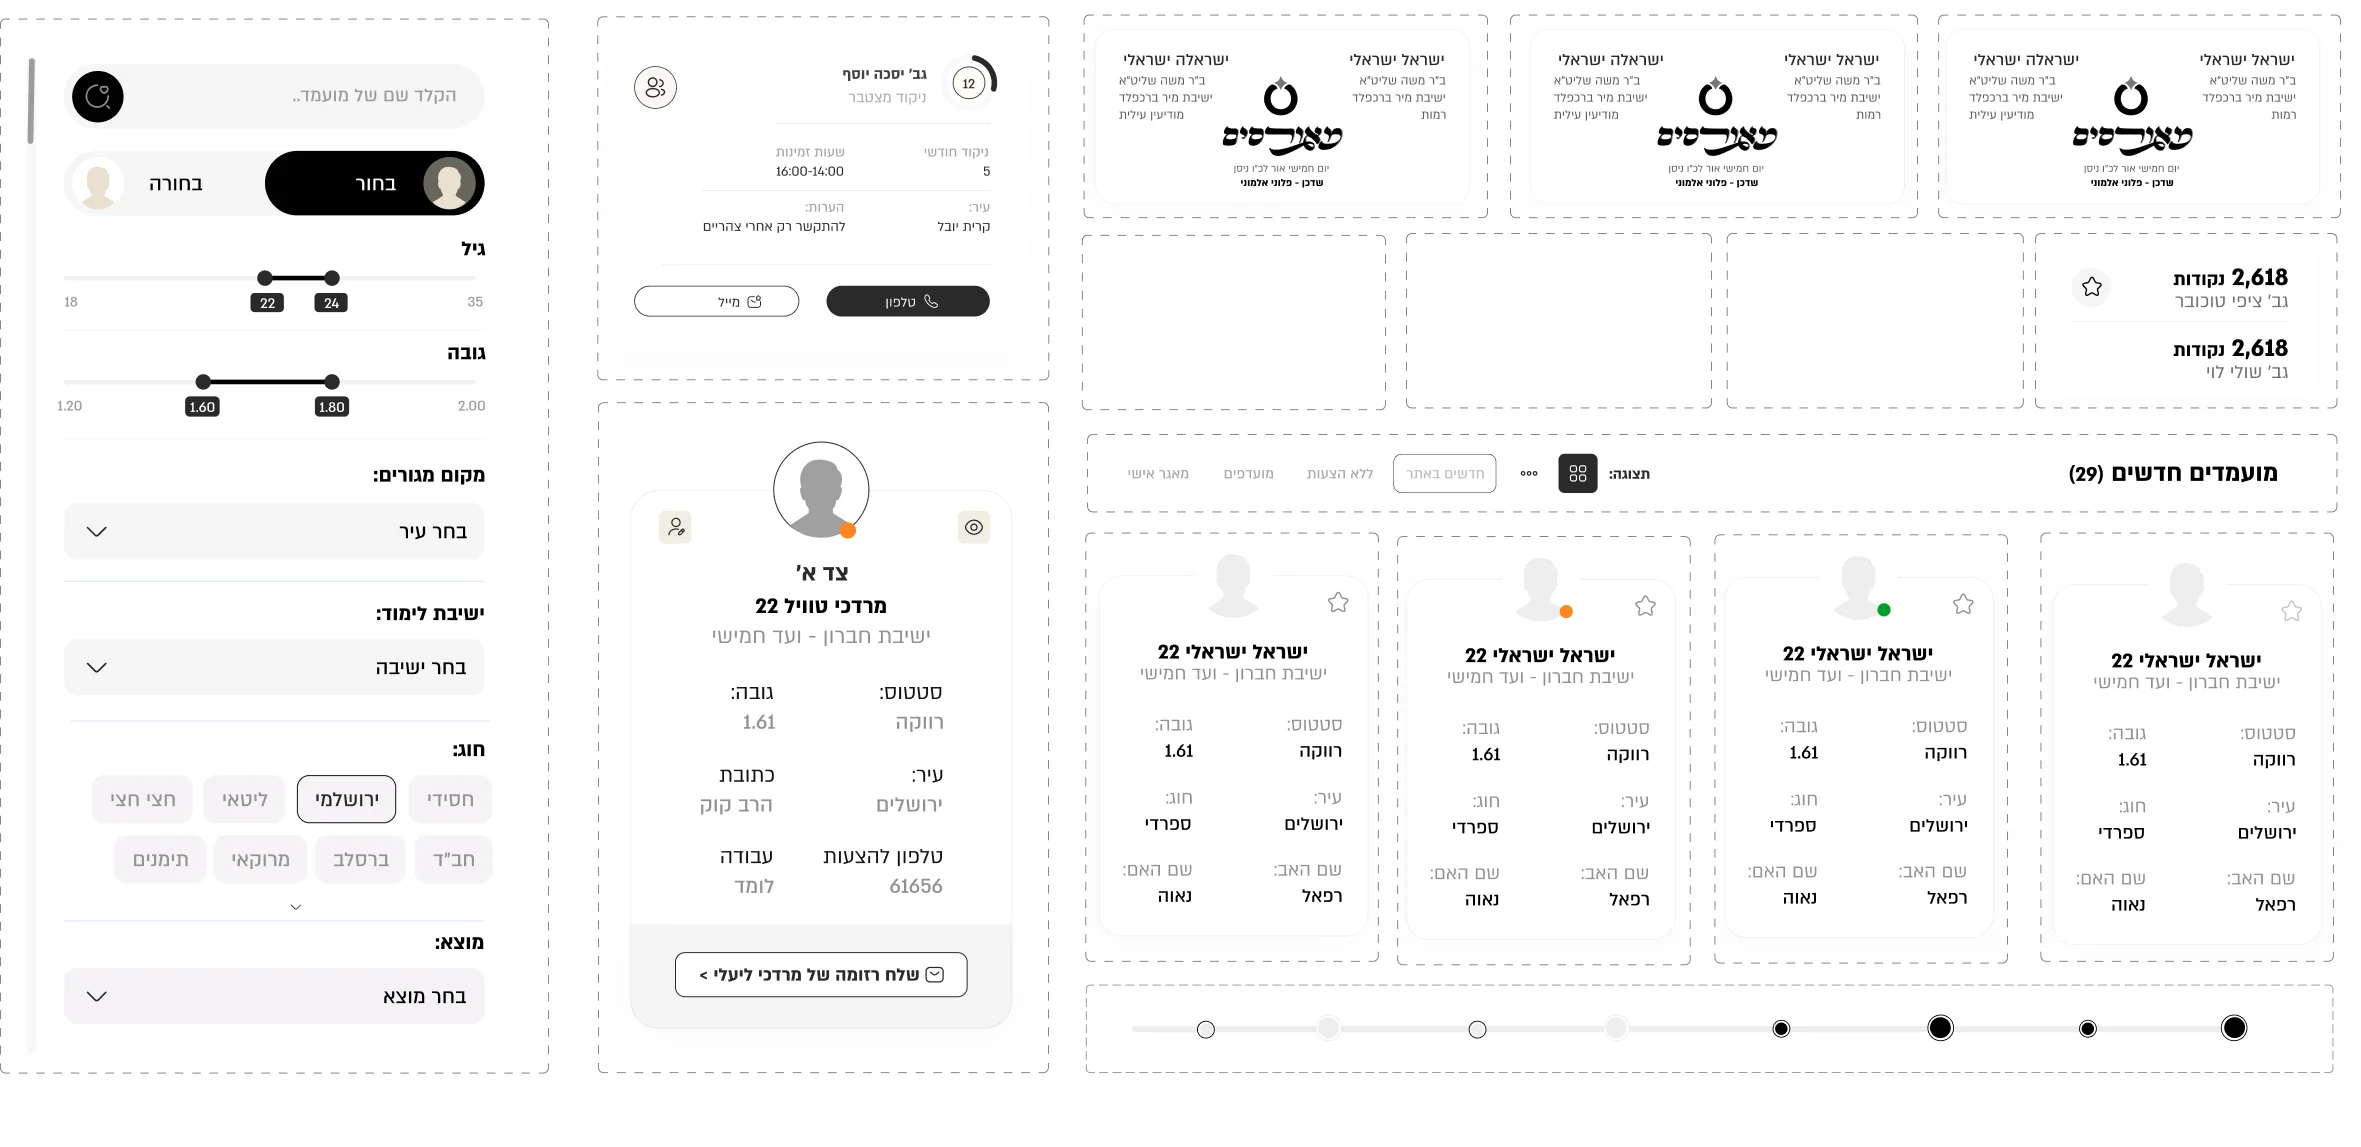 ישראל ישראלי
ב"ר משה שליט"א
ישיבת מיר ברכפלד
רמות
ישראלה ישראלי
ב"ר משה שליט"א
ישיבת מיר ברכפלד
מודיעין עילית
מאורסים
יום חמישי אור לכ"ו ניסן
שדכן - פלוני אלמוני
ישראל ישראלי
ב"ר משה שליט"א
ישיבת מיר ברכפלד
רמות
ישראלה ישראלי
ב"ר משה שליט"א
ישיבת מיר ברכפלד
מודיעין עילית
מאורסים
יום חמישי אור לכ"ו ניסן
שדכן - פלוני אלמוני
ישראל ישראלי
ב"ר משה שליט"א
ישיבת מיר ברכפלד
רמות
ישראלה ישראלי
ב"ר משה שליט"א
ישיבת מיר ברכפלד
מודיעין עילית
מאורסים
יום חמישי אור לכ"ו ניסן
שדכן - פלוני אלמוני
2,618 נקודות
גב' ציפי טוכובר
2,618 נקודות
גב' שולי לוי
מועמדים חדשים (29)
תצוגה:
חדשים באתר
ללא הצעות
מועדפים
מאגר אישי
ישראל ישראלי 22
ישיבת חברון - ועד חמישי
סטטוס: גובה:
רווקה 1.61
עיר: חוג:
ירושלים ספרדי
שם האב: שם האם:
רפאל נאוה
ישראל ישראלי 22
ישיבת חברון - ועד חמישי
סטטוס: גובה:
רווקה 1.61
עיר: חוג:
ירושלים ספרדי
שם האב: שם האם:
רפאל נאוה
ישראל ישראלי 22
ישיבת חברון - ועד חמישי
סטטוס: גובה:
רווקה 1.61
עיר: חוג:
ירושלים ספרדי
שם האב: שם האם:
רפאל נאוה
ישראל ישראלי 22
ישיבת חברון - ועד חמישי
סטטוס: גובה:
רווקה 1.61
עיר: חוג:
ירושלים ספרדי
שם האב: שם האם:
רפאל נאוה
12
גב' יסכה יוסף
ניקוד מצטבר
ניקוד חודשי שעות זמינות
5 16:00-14:00
עיר: הערות:
קרית יובל להתקשר רק אחרי צהריים
טלפון
מייל
צד א'
מרדכי טוויל 22
ישיבת חברון - ועד חמישי
סטטוס: גובה:
רווקה 1.61
עיר: כתובת
ירושלים הרב קוק
טלפון להצעות עבודה
61656 לומד
שלח רזומה של מרדכי ליעלי >
הקלד שם של מועמד..
בחור
בחורה
גיל
22 24
18 35
גובה
1.60 1.80
1.20 2.00
מקום מגורים:
בחר עיר
ישיבת לימוד:
בחר ישיבה
חוג:
חסידי ירושלמי ליטאי חצי חצי
חב"ד ברסלב מרוקאי תימנים
מוצא:
בחר מוצא